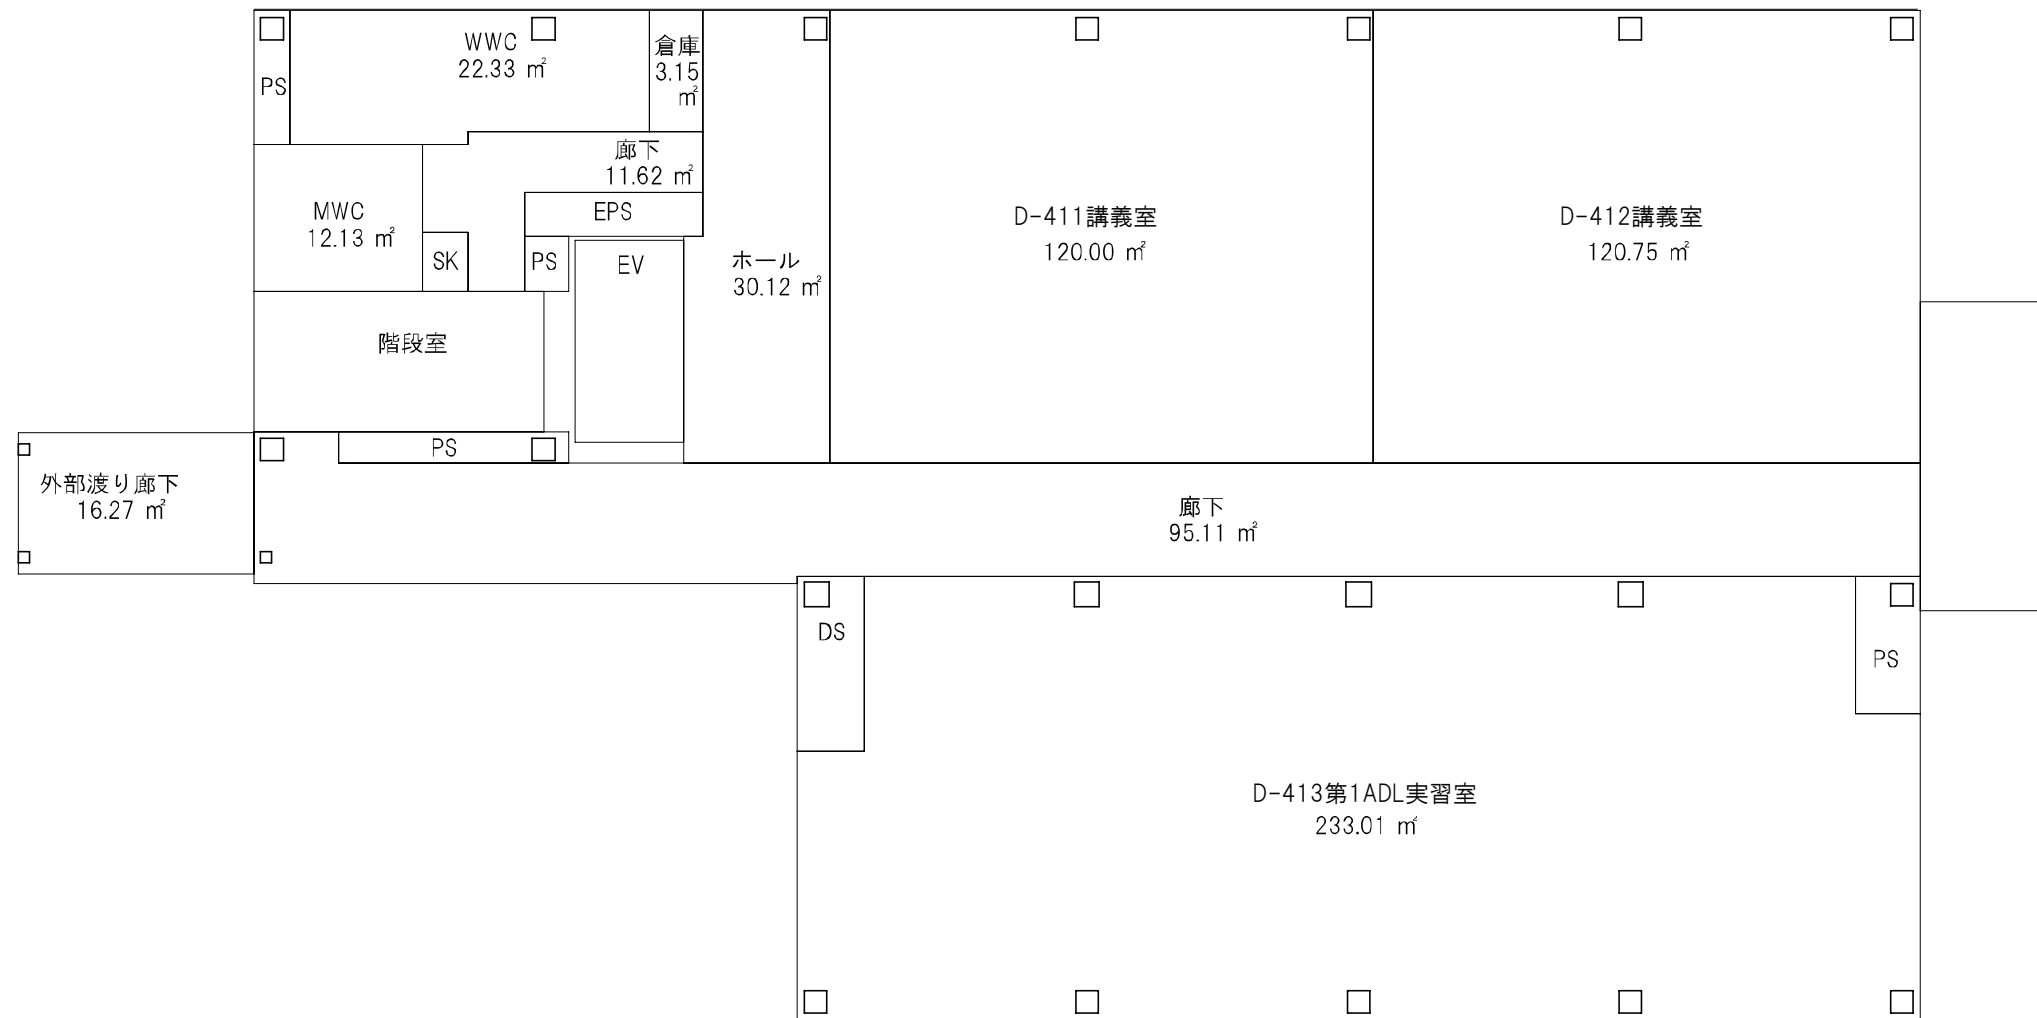 WWC
22.33 ㎡
倉庫
3.15
㎡
PS
廊下
11.62 ㎡
MWC
12.13 ㎡
EPS
SK
PS
EV
ホール
30.12 ㎡
D-411講義室
120.00 ㎡
D-412講義室
120.75 ㎡
階段室
PS
外部渡り廊下
16.27 ㎡
廊下
95.11 ㎡
DS
PS
D-413第1ADL実習室
233.01 ㎡